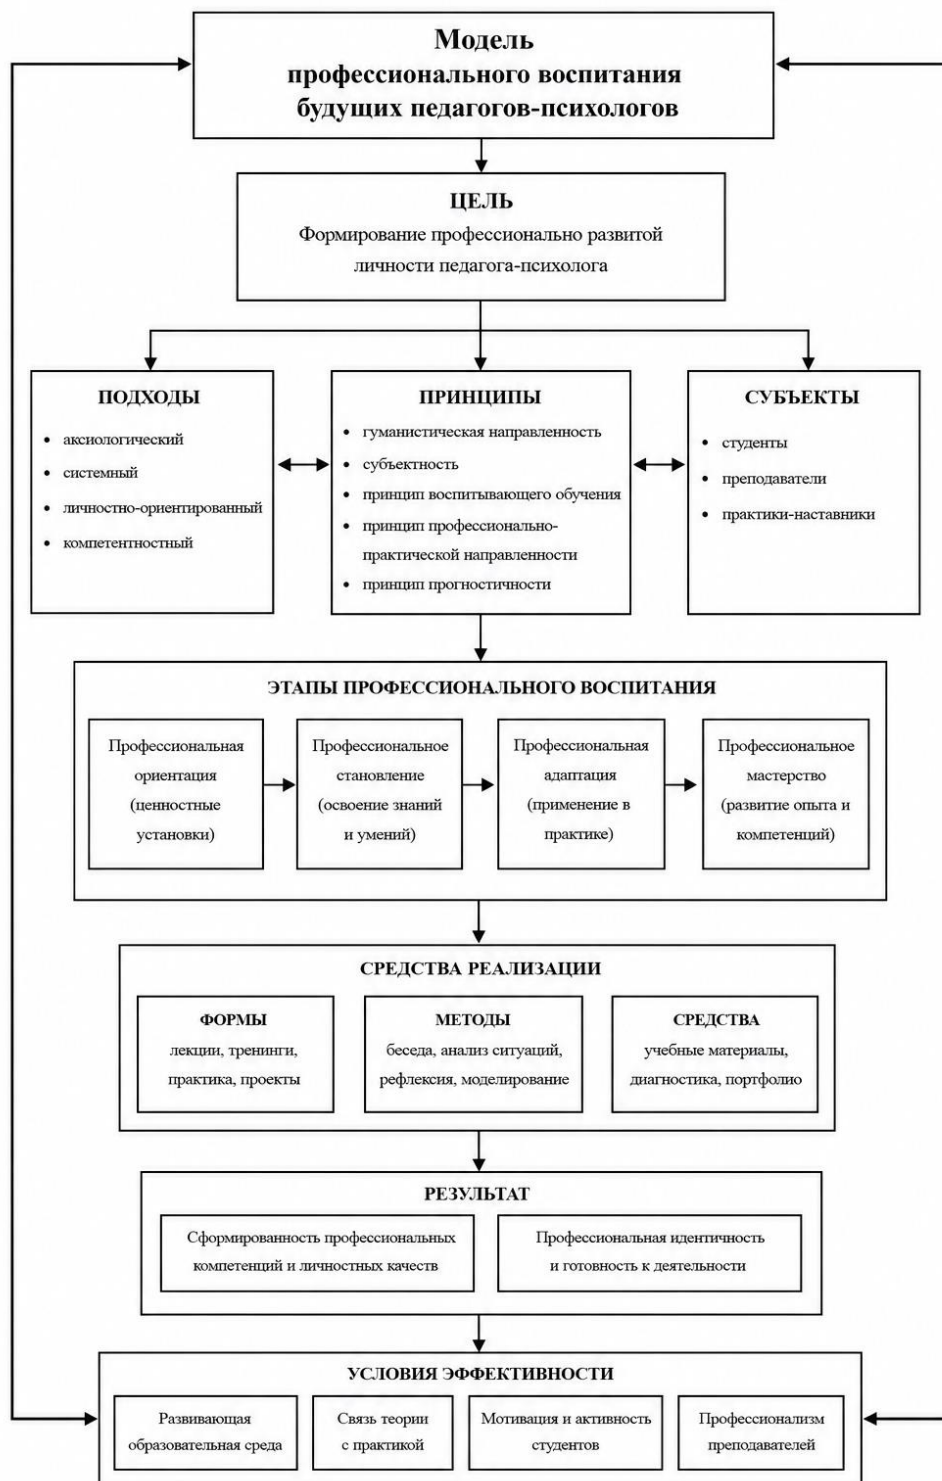 Модель
профессионального воспитания
будущих педагогов-психологов
ЦЕЛЬ
Формирование профессионально развитой
личности педагога-психолога
ПОДХОДЫ
• аксиологический
• системный
• личностно-ориентированный
• компетентностный
ПРИНЦИПЫ
• гуманистическая направленность
• субъектность
• принцип воспитывающего обучения
• принцип профессионально-
практической направленности
• принцип прогностичности
СУБЪЕКТЫ
• студенты
• преподаватели
• практики-наставники
ЭТАПЫ ПРОФЕССИОНАЛЬНОГО ВОСПИТАНИЯ
Профессиональная
ориентация
(ценностные
установки)
Профессиональное
становление
(освоение знаний
и умений)
Профессиональная
адаптация
(применение в
практике)
Профессиональное
мастерство
(развитие опыта и
компетенций)
СРЕДСТВА РЕАЛИЗАЦИИ
ФОРМЫ
лекции, тренинги,
практика, проекты
МЕТОДЫ
беседа, анализ ситуаций,
рефлексия, моделирование
СРЕДСТВА
учебные материалы,
диагностика, портфолио
РЕЗУЛЬТАТ
Сформированность профессиональных
компетенций и личностных качеств
Профессиональная идентичность
и готовность к деятельности
УСЛОВИЯ ЭФФЕКТИВНОСТИ
Развивающая
образовательная среда
Связь теории
с практикой
Мотивация и активность
студентов
Профессионализм
преподавателей